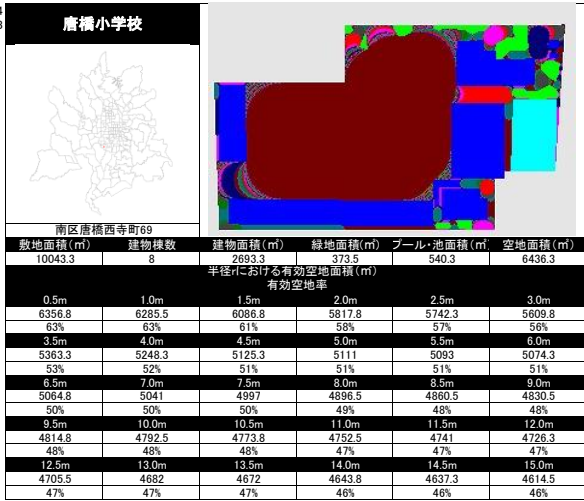 4
3
唐橋小学校
南区唐橋西寺町69
敷地面積(㎡) 建物棟数 建物面積(㎡) 緑地面積(㎡) プール・池面積(㎡) 空地面積(㎡)
10043.3 8 2693.3 373.5 540.3 6436.3
半径rにおける有効空地面積(㎡)
有効空地率
0.5m 1.0m 1.5m 2.0m 2.5m 3.0m
6356.8 6285.5 6086.8 5817.8 5742.3 5609.8
63% 63% 61% 58% 57% 56%
3.5m 4.0m 4.5m 5.0m 5.5m 6.0m
5363.3 5248.3 5125.3 5111 5093 5074.3
53% 52% 51% 51% 51% 51%
6.5m 7.0m 7.5m 8.0m 8.5m 9.0m
5064.8 5041 4997 4896.5 4860.5 4830.5
50% 50% 50% 49% 48% 48%
9.5m 10.0m 10.5m 11.0m 11.5m 12.0m
4814.8 4792.5 4773.8 4752.5 4741 4726.3
48% 48% 48% 47% 47% 47%
12.5m 13.0m 13.5m 14.0m 14.5m 15.0m
4705.5 4682 4672 4643.8 4637.3 4614.5
47% 47% 47% 46% 46% 46%